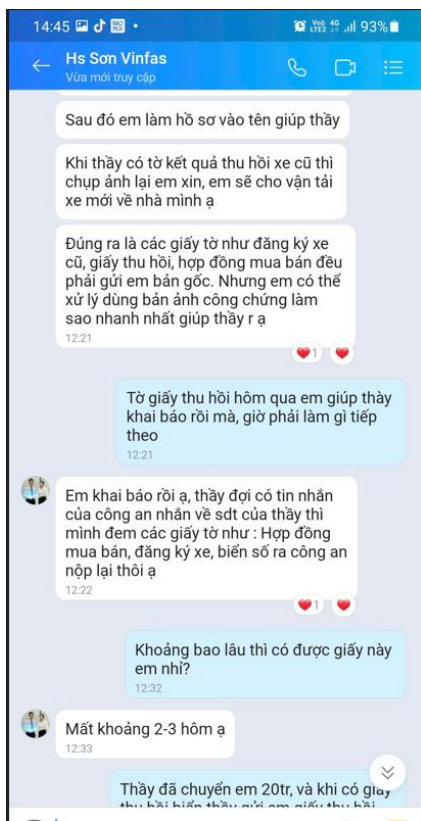 14:45
93%
Hs Sơn Vinfas
Vừa mới truy cập
Sau đó em làm hồ sơ vào tên giúp thầy
Khi thầy có tờ kết quả thu hồi xe cũ thì
chụp ảnh lại em xin, em sẽ cho vận tải
xe mới về nhà mình ạ
Đúng ra là các giấy tờ như đăng ký xe
cũ, giấy thu hồi, hợp đồng mua bán đều
phải gửi em bản gốc. Nhưng em có thể
xử lý dùng bản ảnh công chứng làm
sao nhanh nhất giúp thầy r ạ
12:21
1
Tờ giấy thu hồi hôm qua em giúp thày
khai báo rồi mà, giờ phải làm gì tiếp
theo
12:21
Em khai báo rồi ạ, thầy đợi có tin nhắn
của công an nhắn về sdt của thầy thì
mình đem các giấy tờ như : Hợp đồng
mua bán, đăng ký xe, biển số ra công an
nộp lại thôi ạ
12:22
1
Khoảng bao lâu thì có được giấy này
em nhỉ?
12:32
Mất khoảng 2-3 hôm ạ
12:33
Thầy đã chuyển em 20tr, và khi có giấy
thu hồi biển thầy gửi em giấy thu hồi